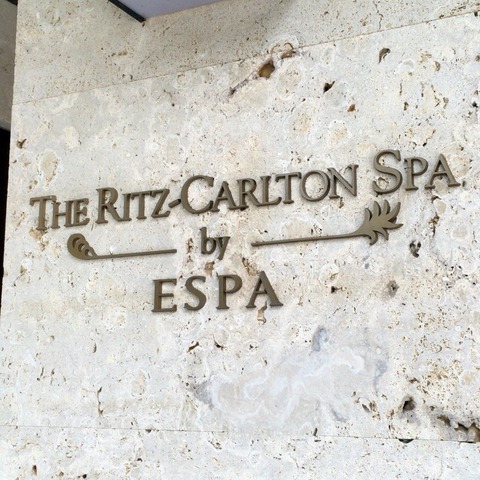 THE RITZ-CARLTON SPA
by
ESPA